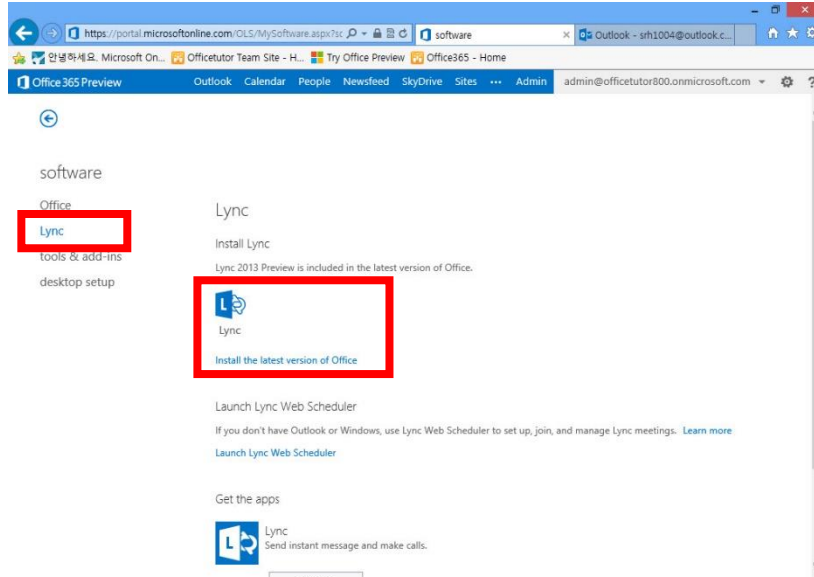 https://portal.microsoftonline.com/OLS/MySoftware.aspx?sc
software
Outlook - srh1004@outlook.c...
안녕하세요. Microsoft On...
Officetutor Team Site - H...
Try Office Preview
Office365 - Home
Office 365 Preview
Outlook Calendar People Newsfeed SkyDrive Sites ... Admin
admin@officetutor800.onmicrosoft.com
?
software
Office
Lync
tools & add-ins
desktop setup
Lync
Install Lync
Lync 2013 Preview is included in the latest version of Office.
Lync
Install the latest version of Office
Launch Lync Web Scheduler
If you don't have Outlook or Windows, use Lync Web Scheduler to set up, join, and manage Lync meetings. Learn more
Launch Lync Web Scheduler
Get the apps
Lync
Send instant message and make calls.